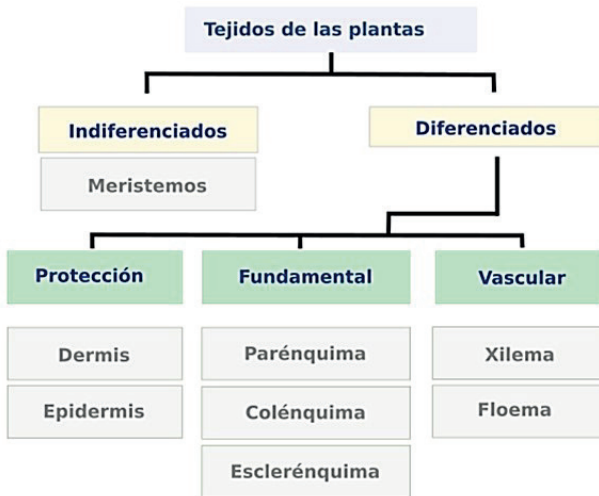 Tejidos de las plantas
Indiferenciados
Diferenciados
Meristemos
Protección
Fundamental
Vascular
Dermis
Parénquima
Xilema
Epidermis
Colénquima
Floema
Esclerénquima